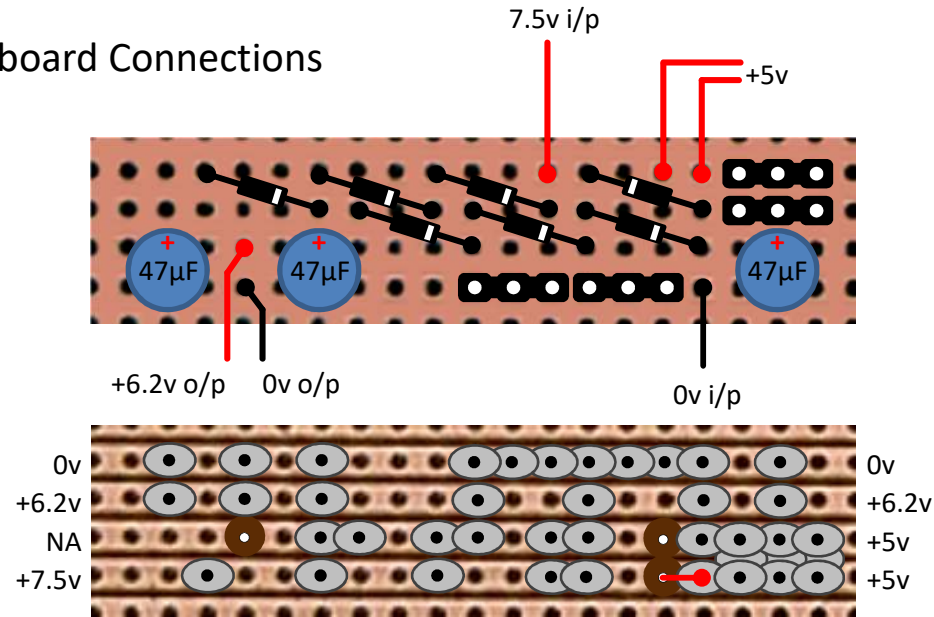 7.5v i/p
board Connections
+5v
+ + +
47µF 47µF 47µF
+6.2v o/p 0v o/p
0v i/p
0v 0v
+6.2v +6.2v
NA +5v
+7.5v +5v